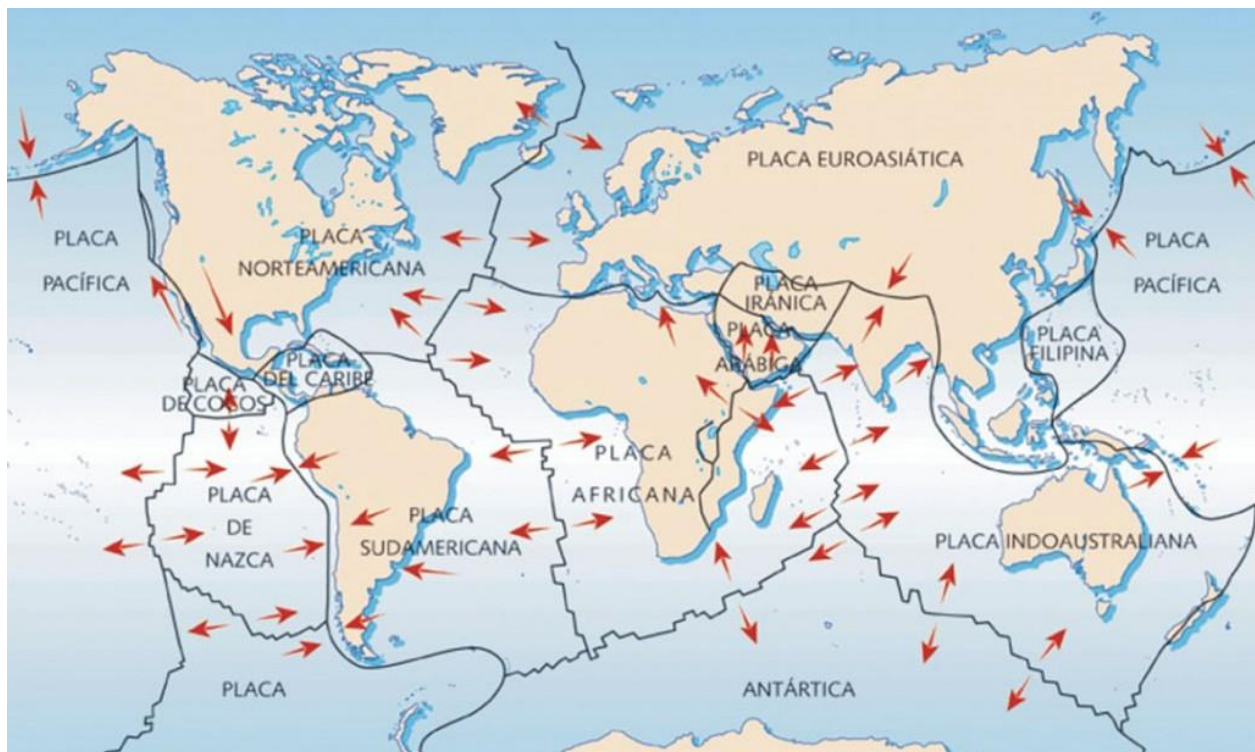 PLACA EUROASIÁTICA
PLACA
NORTEAMERICANA
PLACA
PACÍFICA
PLACA
PACÍFICA
PLACA
IRÁNICA
PLACA
ARÁBIGA
PLACA
FILIPINA
PLACA
DEL CARIBE
PLACA
DE COCOS
PLACA
AFRICANA
PLACA
DE
NAZCA
PLACA
SUDAMERICANA
PLACA INDOAUSTRALIANA
PLACA
ANTÁRTICA